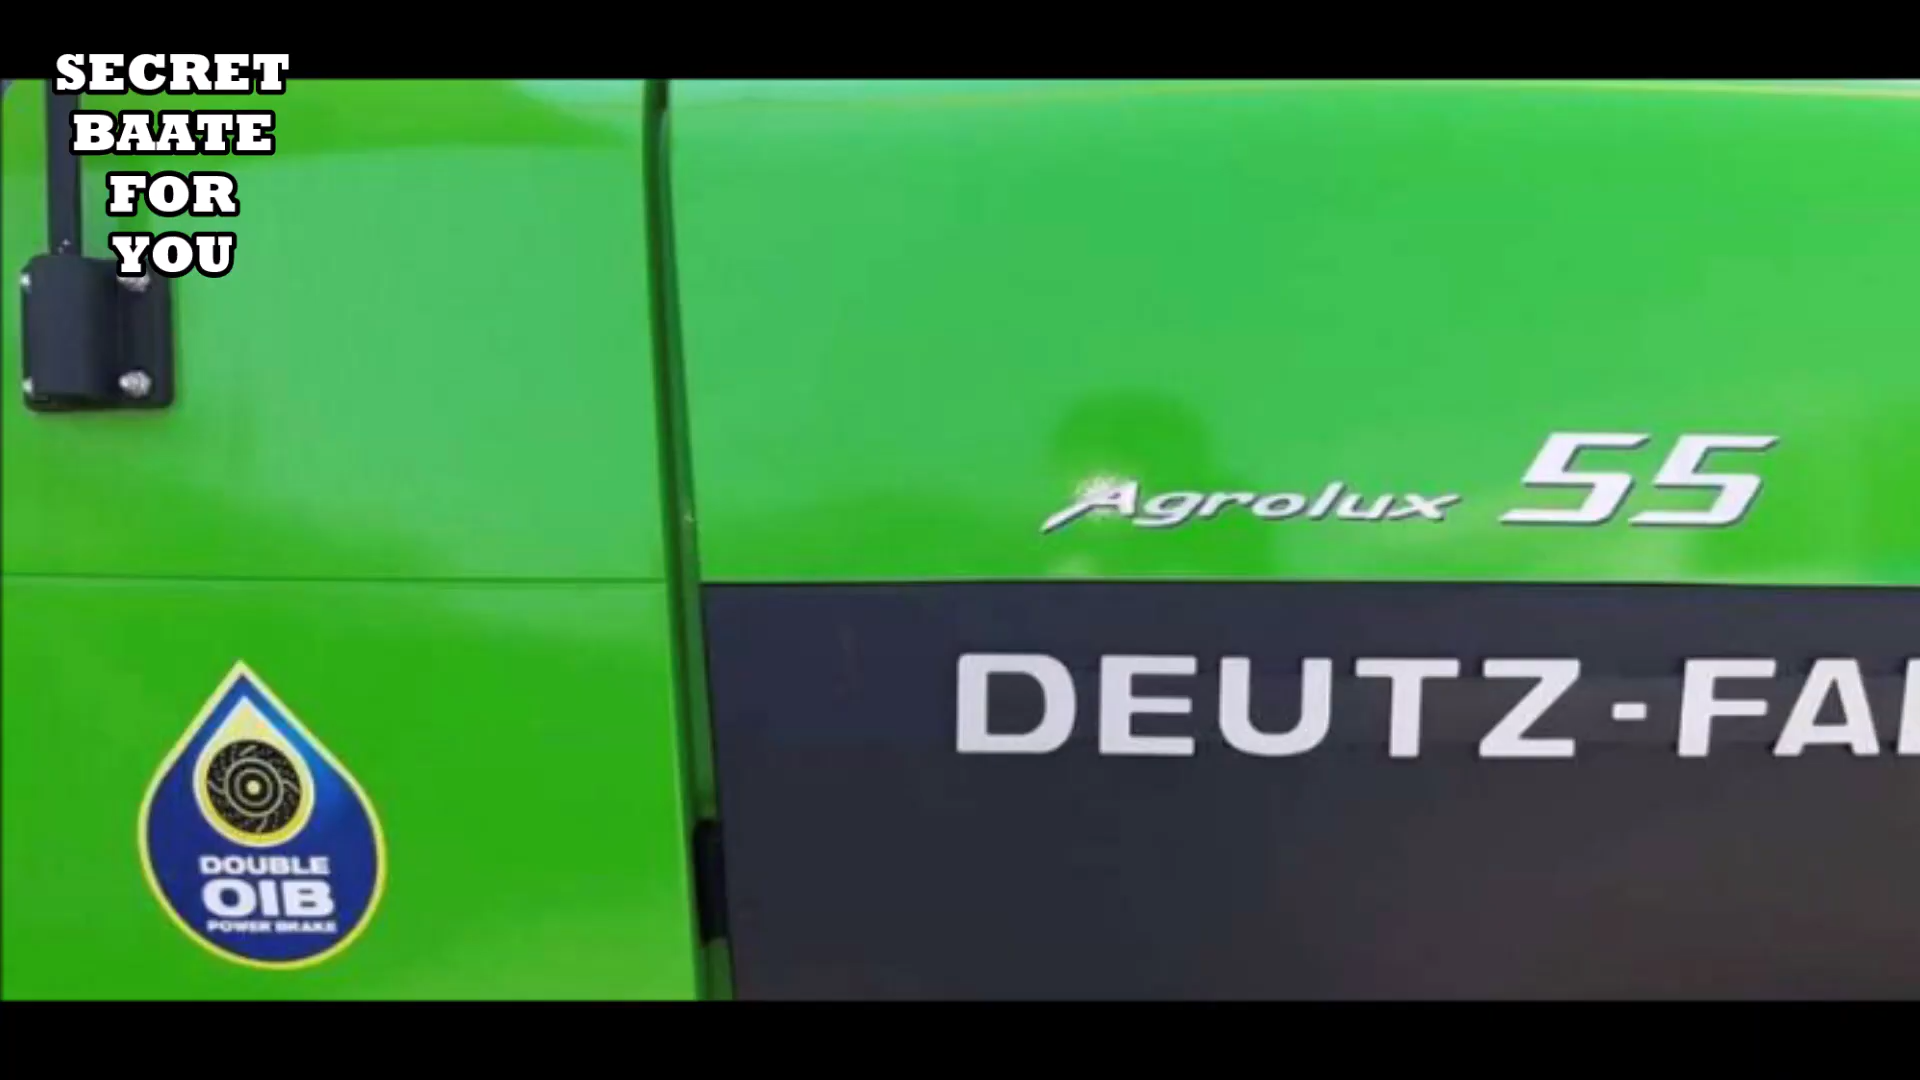 SECRET
BAATE
FOR
YOU
Agrolux 55
DEUTZ-FA
DOUBLE
OIB
POWER BRAKE